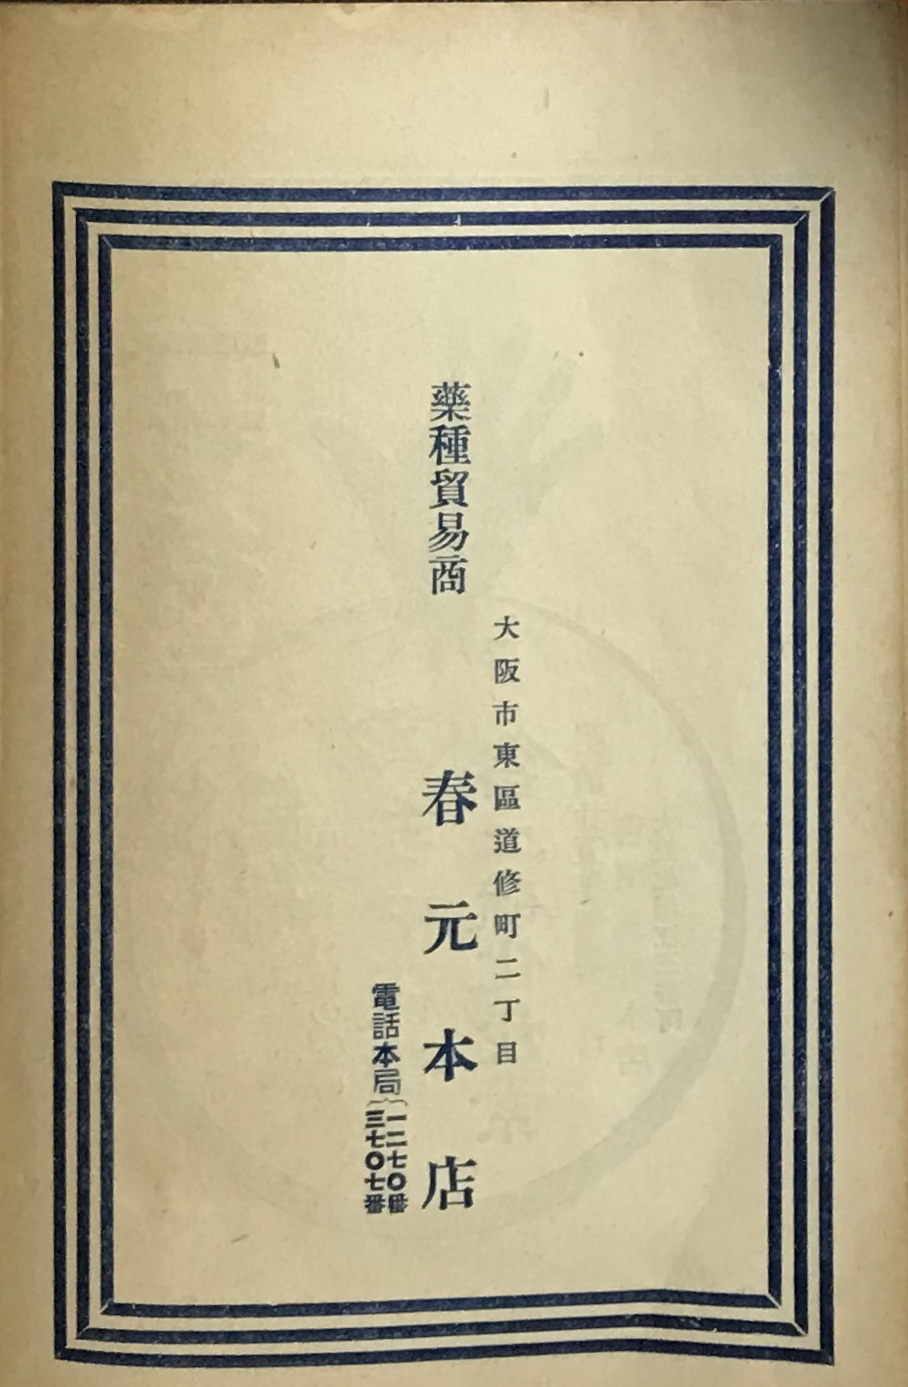 大阪市東區道修町二丁目
藥種貿易商 春元本店
電話本局
一二七〇番
三七〇七番